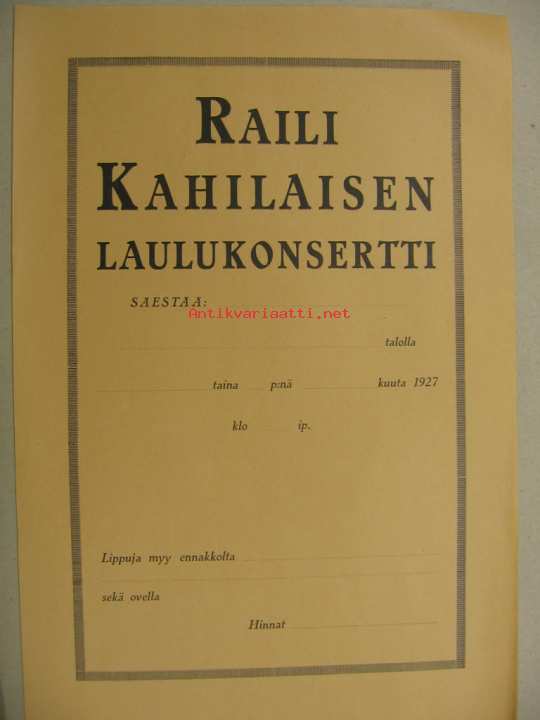 RAILI
KAHILAISEN
LAULUKONSERTTI
SAESTAA:
Antikvariaatti.net
talolla
taina p:nä kuuta 1927
klo ip.
Lippuja myy ennakkolta
sekä ovella
Hinnat